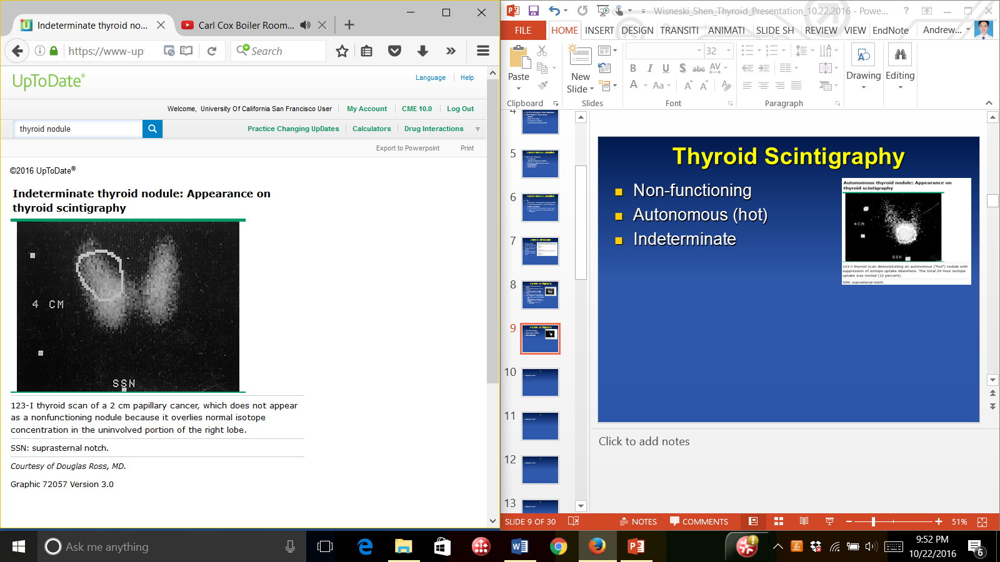 Indeterminate thyroid no...
Carl Cox Boiler Room...
https://www-up
Search
UpToDate®
Language
Help
Welcome, University Of California San Francisco User
My Account
CME 10.0
Log Out
thyroid nodule
Practice Changing UpDates
Calculators
Drug Interactions
Export to Powerpoint
Print
©2016 UpToDate®
Indeterminate thyroid nodule: Appearance on
thyroid scintigraphy
4 CM
SSN
123-I thyroid scan of a 2 cm papillary cancer, which does not appear
as a nonfunctioning nodule because it overlies normal isotope
concentration in the uninvolved portion of the right lobe.
SSN: suprasternal notch.
Courtesy of Douglas Ross, MD.
Graphic 72057 Version 3.0
Wisneski_Shen_Thyroid_Presentation_10.22.2016 - Powe...
FILE
HOME
INSERT
DESIGN
TRANSITI
ANIMATI
SLIDE SH
REVIEW
VIEW
EndNote
Andrew...
Paste
New
Slide
32
B I U S abc AV
A Aa A A
Drawing
Editing
Clipboard
Slides
Font
Paragraph
4
5
6
7
8
9
10
11
12
13
Thyroid Scintigraphy
Non-functioning
Autonomous (hot)
Indeterminate
Autonomous thyroid nodule: Appearance on
thyroid scintigraphy
4 CM
SSN
123-I thyroid scan demonstrating an autonomous ("hot") nodule with
suppression of isotope uptake elsewhere. The total 24-hour isotope
uptake was normal (12 percent).
SSN: suprasternal notch.
Click to add notes
SLIDE 9 OF 30
NOTES
COMMENTS
51%
Ask me anything
9:52 PM
10/22/2016
6